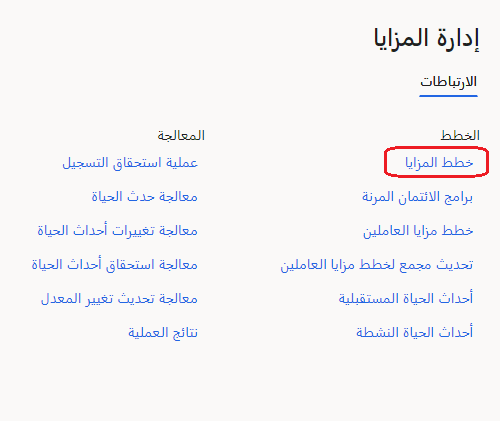 إدارة المزايا
الارتباطات
الخطط
خطط المزايا
برامج الائتمان المرنة
خطط مزايا العاملين
تحديث مجمع لخطط مزايا العاملين
أحداث الحياة المستقبلية
أحداث الحياة النشطة
المعالجة
عملية استحقاق التسجيل
معالجة حدث الحياة
معالجة تغييرات أحداث الحياة
معالجة استحقاق أحداث الحياة
معالجة تحديث تغيير المعدل
نتائج العملية